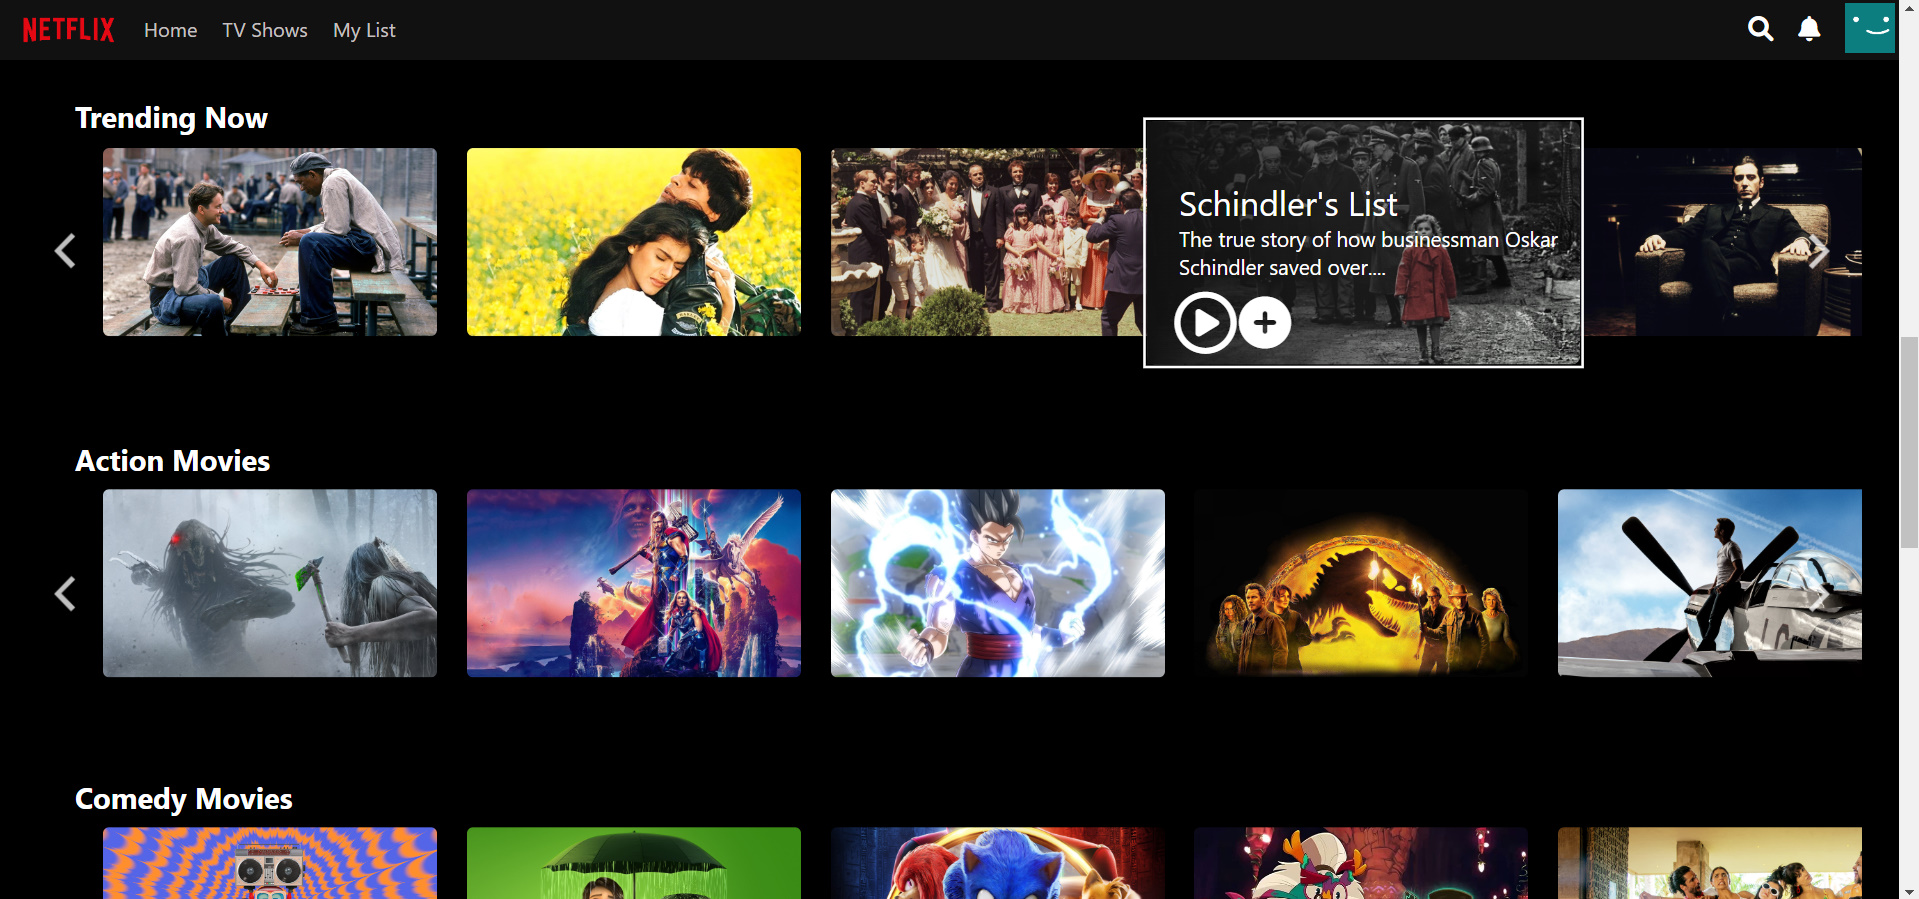 NETFLIX
Home
TV Shows
My List
Trending Now
Schindler's List
The true story of how businessman Oskar
Schindler saved over....
Action Movies
Comedy Movies